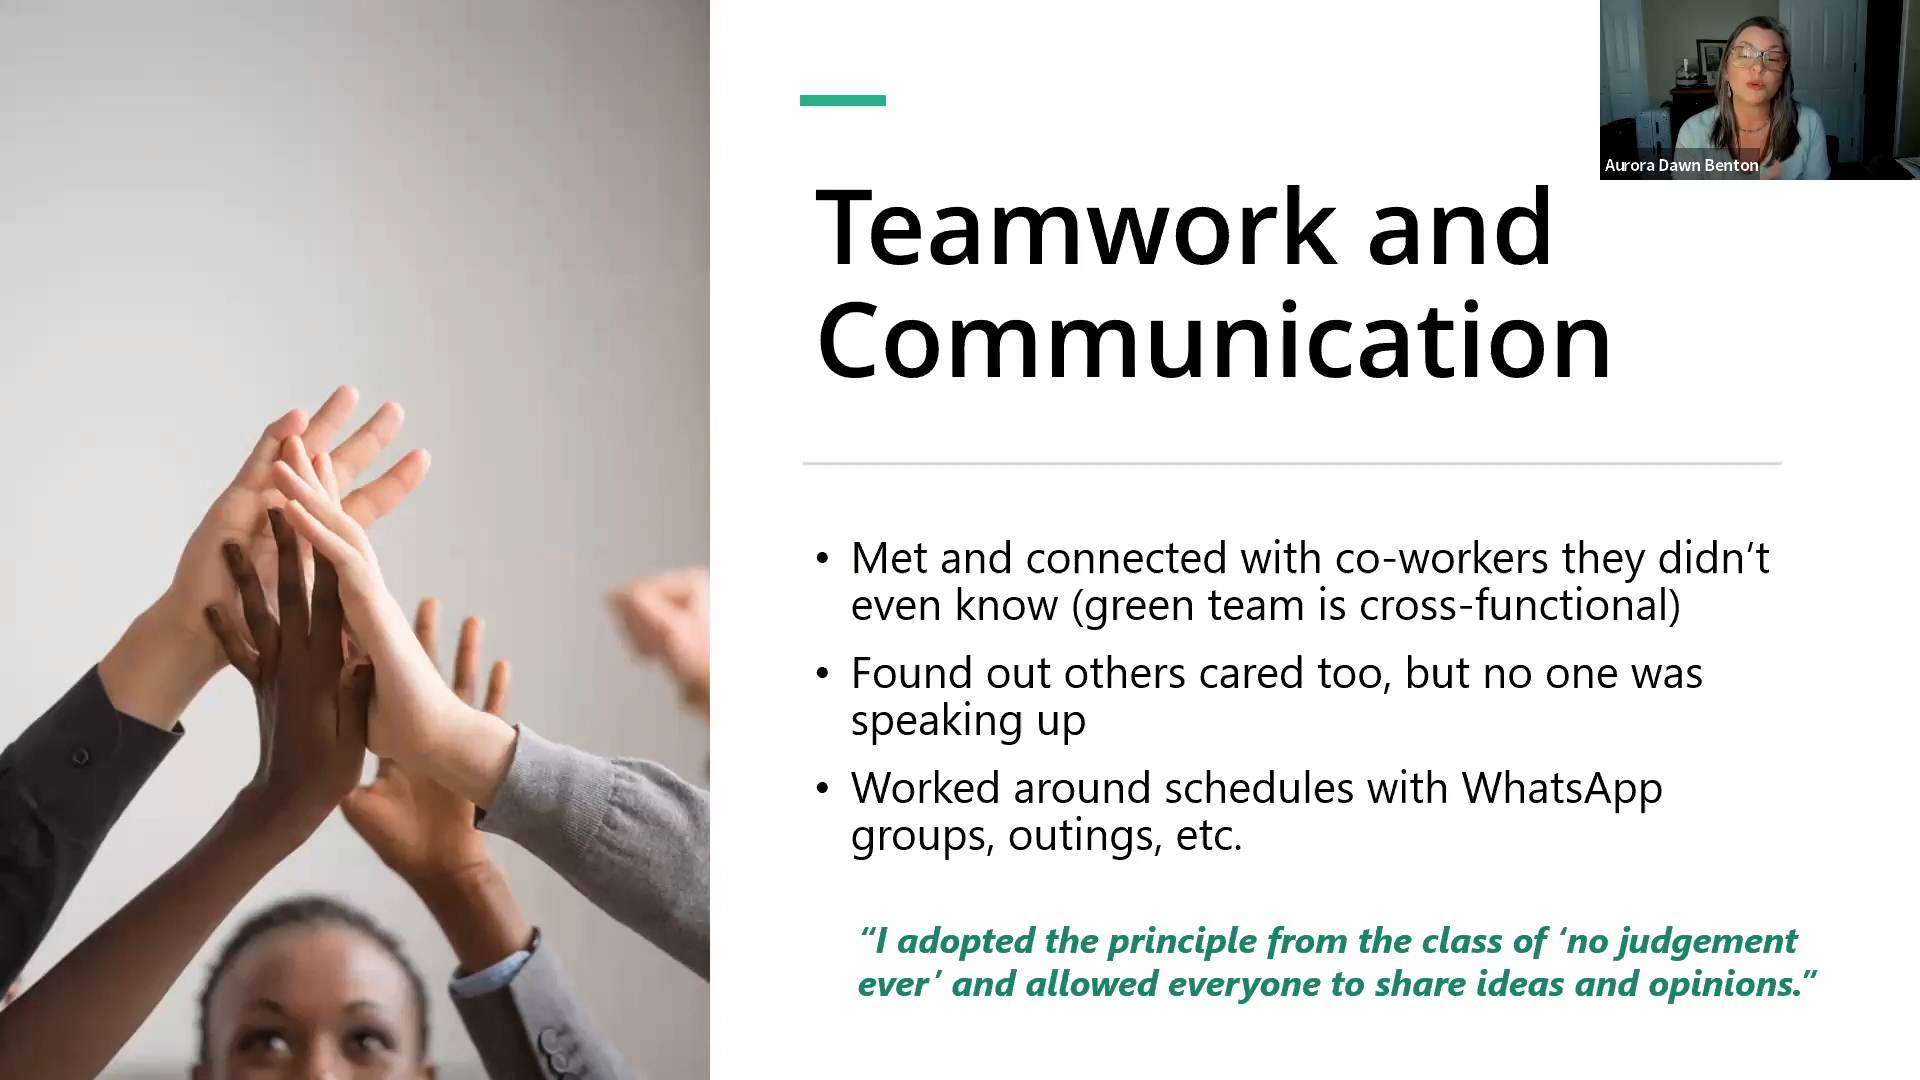 Aurora Dawn Benton
Teamwork and
Communication
• Met and connected with co-workers they didn’t
even know (green team is cross-functional)
• Found out others cared too, but no one was
speaking up
• Worked around schedules with WhatsApp
groups, outings, etc.
“I adopted the principle from the class of ‘no judgement
ever’ and allowed everyone to share ideas and opinions.”